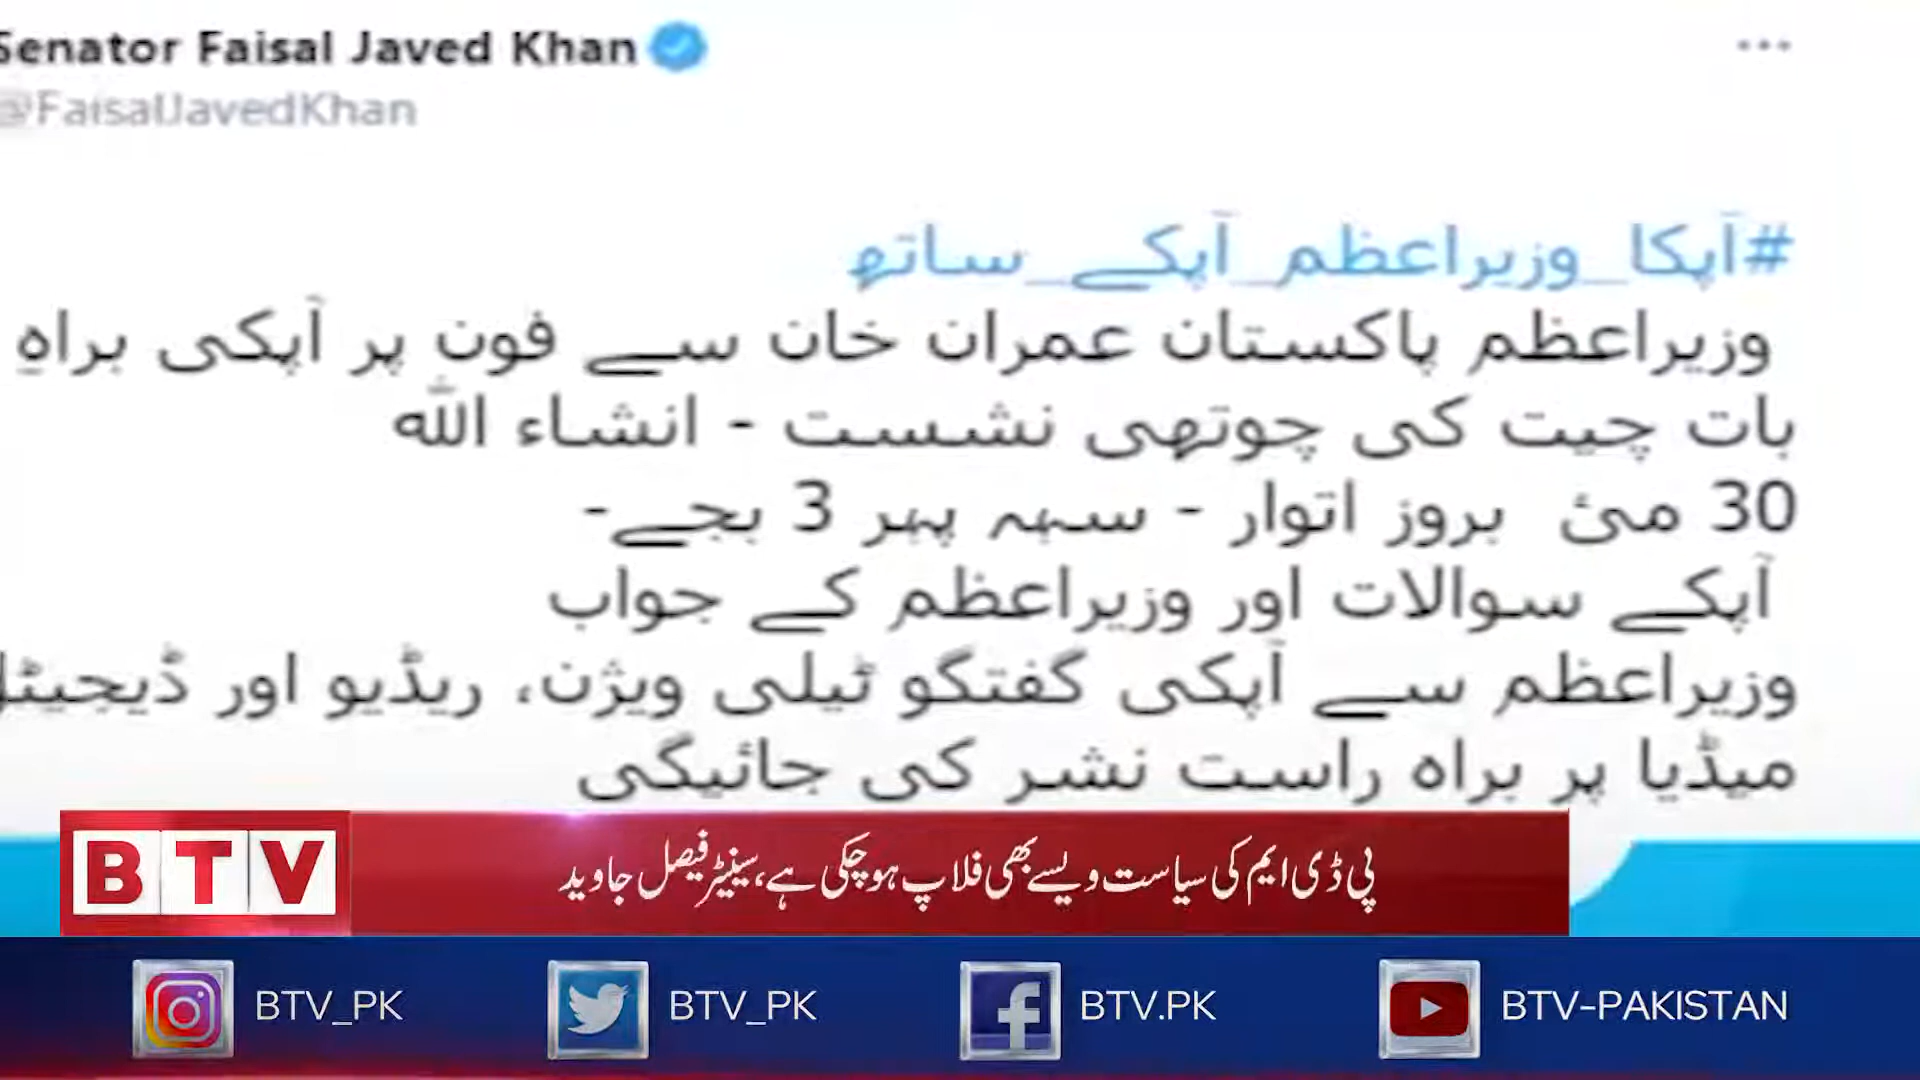 Senator Faisal Javed Khan
@FaisalJavedKhan
#آپکا_وزیراعظم_آپکے_ساتھ
وزیراعظم پاکستان عمران خان سے فون پر آپکی براہِ
بات چیت کی چوتھی نشست - انشاء اللہ
30 مئ بروز اتوار - سہہ پہر 3 بجے-
آپکے سوالات اور وزیراعظم کے جواب
وزیراعظم سے آپکی گفتگو ٹیلی ویژن، ریڈیو اور ڈیجیٹل
میڈیا پر براہ راست نشر کی جائیگی
BTV
پی ڈی ایم کی سیاست ویسے بھی فلاپ ہوچکی ہے، سینیٹر فیصل جاوید
BTV_PK
BTV_PK
BTV.PK
BTV-PAKISTAN